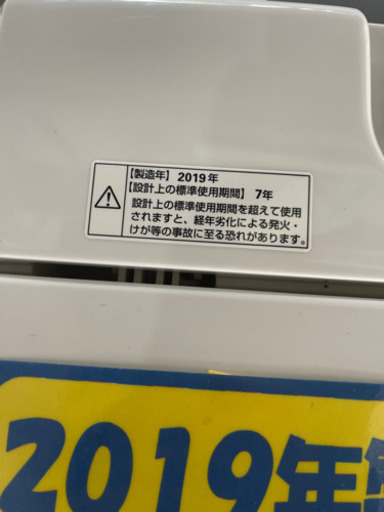 【製造年】2019年
【設計上の標準使用期間】 7年
設計上の標準使用期間を超えて使用
されますと、経年劣化による発火・
けが等の事故に至る恐れがあります。
2019年製